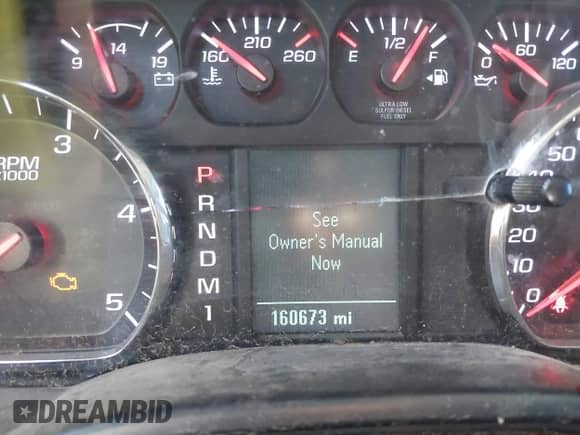 9 14 19
160 210 260
E 1/2 F
ULTRA LOW
SULFUR DIESEL
FUEL ONLY
0 60 120
3
4
5
RPM
x1000
P
R
N
D
M
1
See
Owner's Manual
Now
160673 mi
50
40
30
20
10
0
DREAMBID